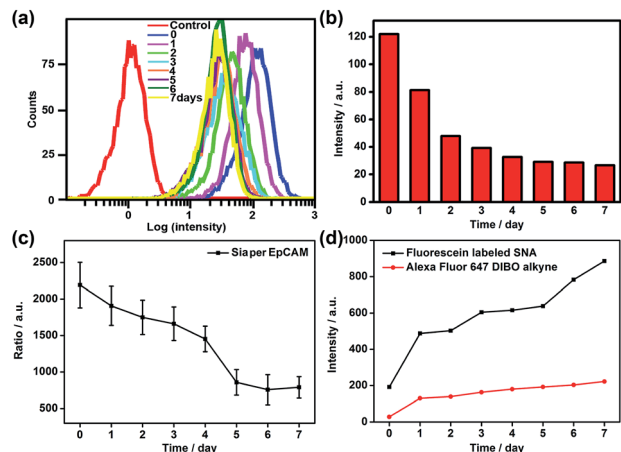 (a)
Control
0
1
2
3
4
5
6
7days
Counts
75
50
25
0
0 1 2 3
Log (intensity)
(b)
Intensity / a.u.
120
100
80
60
40
20
0
0 1 2 3 4 5 6 7
Time / day
(c)
Sia per EpCAM
Ratio / a.u.
2500
2000
1500
1000
500
0 1 2 3 4 5 6 7
Time / day
(d)
Fluorescein labeled SNA
Alexa Fluor 647 DIBO alkyne
Intensity / a.u.
1000
800
600
400
200
0
0 1 2 3 4 5 6 7
Time / day